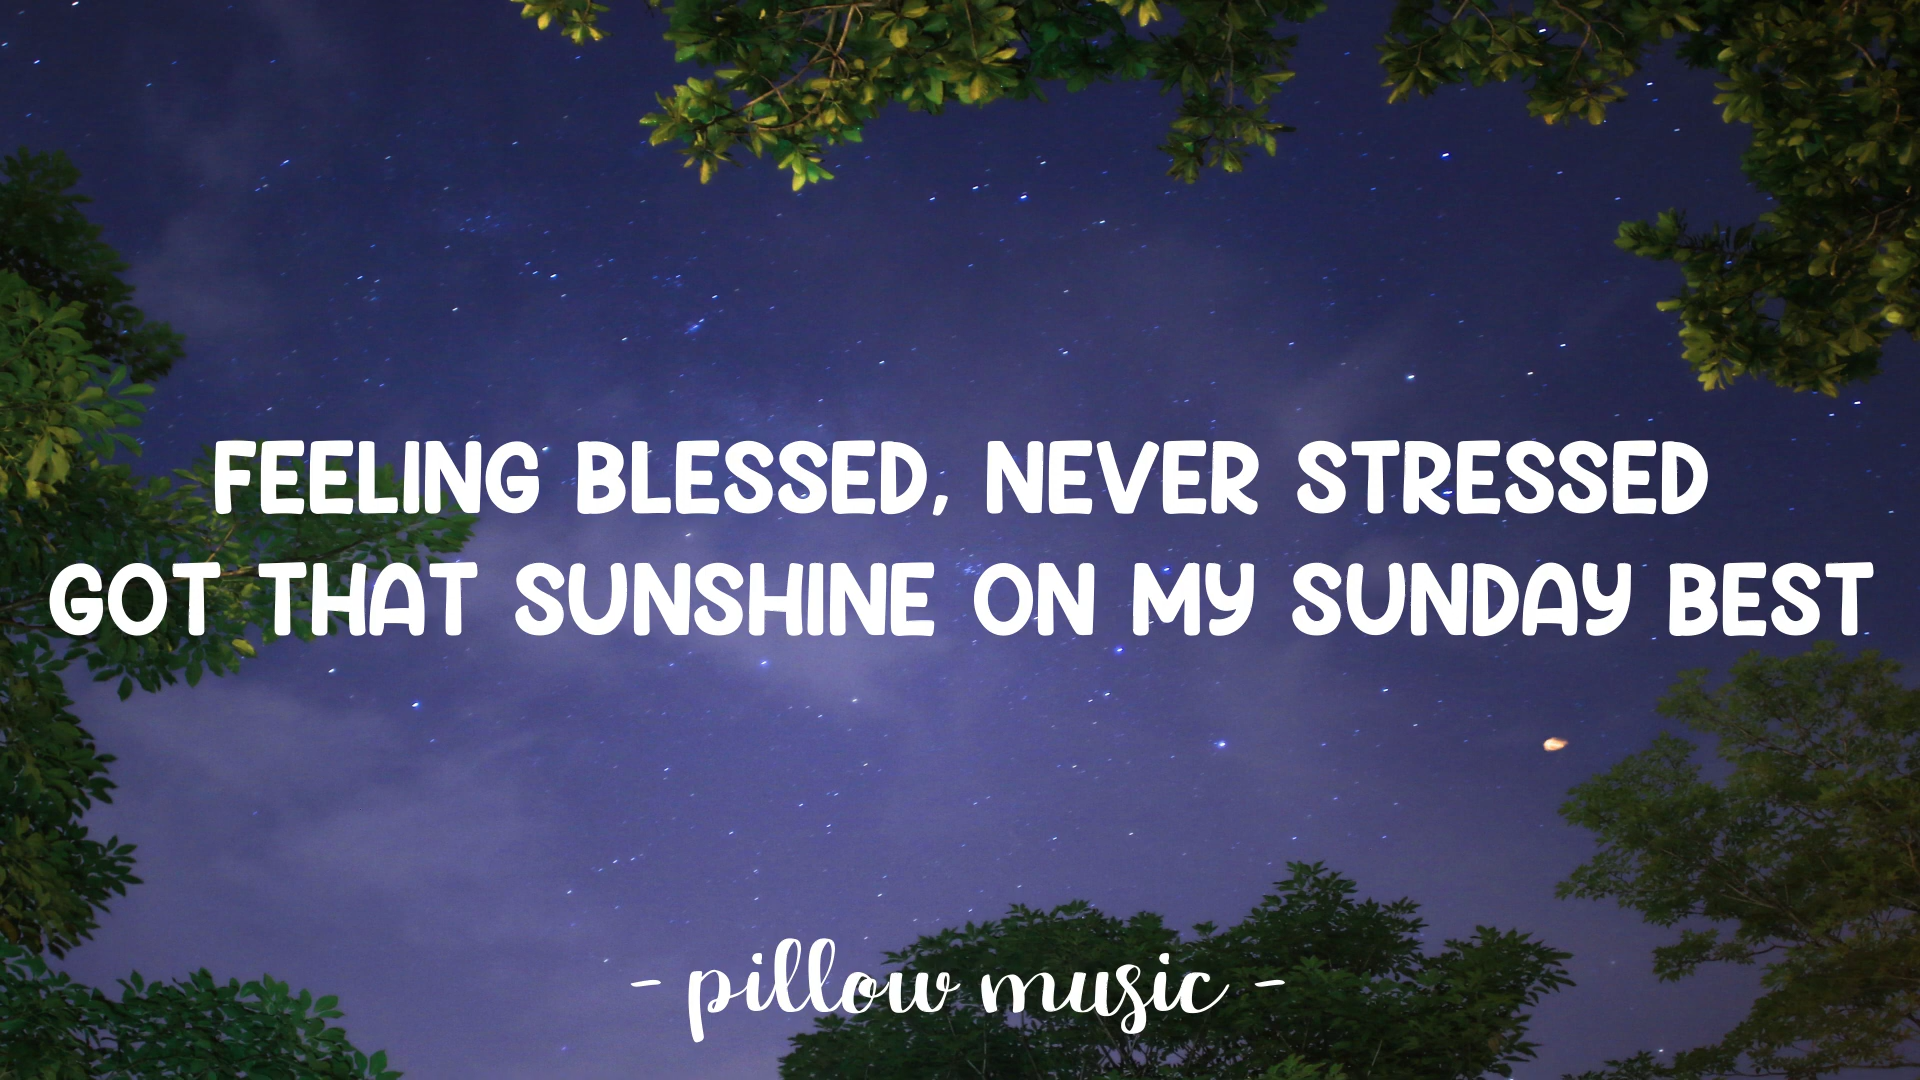 FEELING BLESSED, NEVER STRESSED
GOT THAT SUNSHINE ON MY SUNDAY BEST
- pillow music -